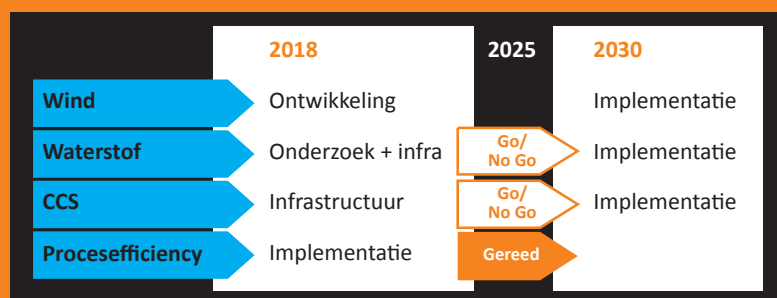 2018 2025 2030
Wind Ontwikkeling Implementatie
Waterstof Onderzoek + infra Go/ No Go Implementatie
CCS Infrastructuur Go/ No Go Implementatie
Procesefficiency Implementatie Gereed